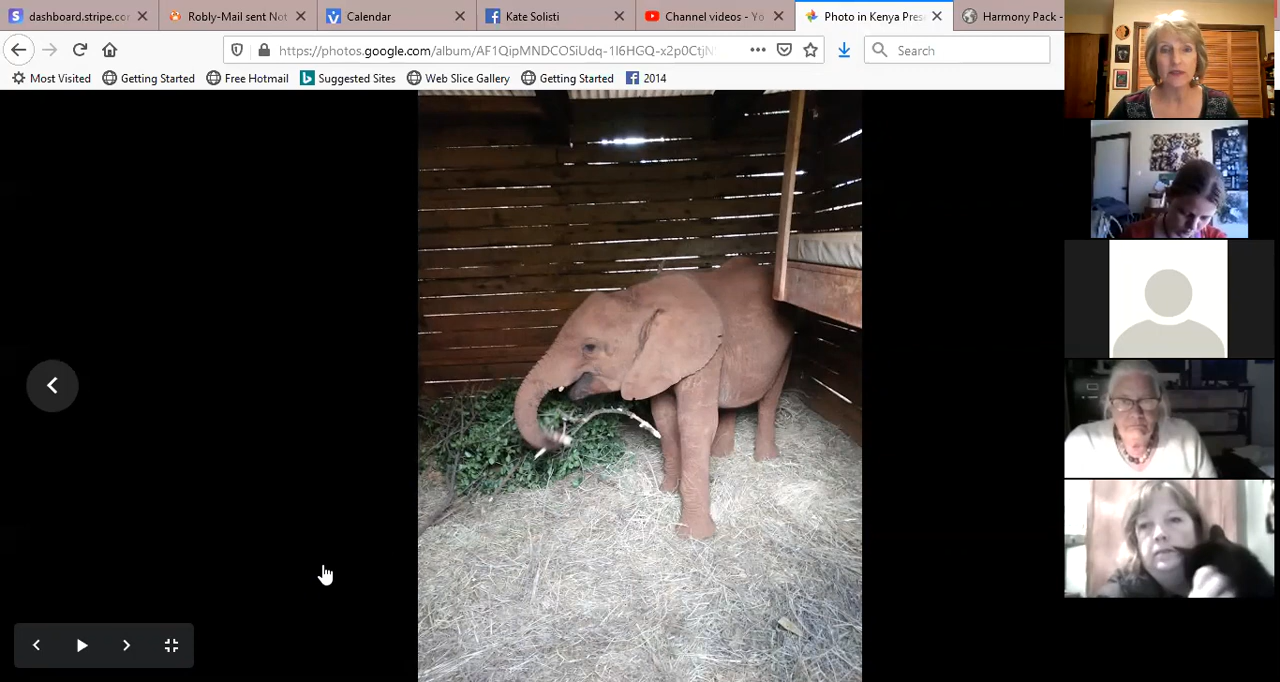 dashboard.stripe.co
Robly-Mail sent Not
Calendar
Kate Solisti
Channel videos - Yo
Photo in Kenya Pres
Harmony Pack -
https://photos.google.com/album/AF1QipMNDCOSiUdq-1I6HGQ-x2p0CtjN
Search
Most Visited
Getting Started
Free Hotmail
Suggested Sites
Web Slice Gallery
Getting Started
2014